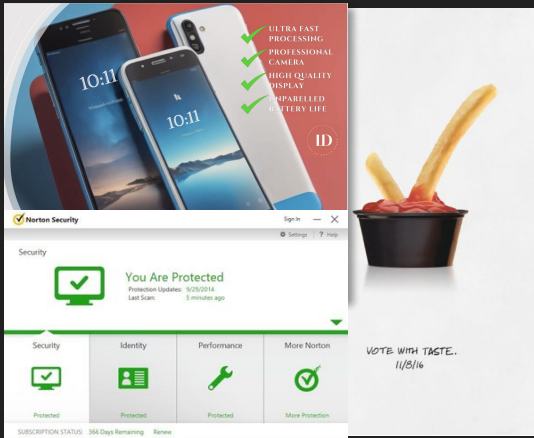 10:11
10:11
ULTRA FAST
PROCESSING
PROFESSIONAL
CAMERA
HIGH QUALITY
DISPLAY
UNPARELLED
BATTERY LIFE
ID
Norton Security
Sign In
Settings
? Help
Security
You Are Protected
Protection Updates: 9/29/2014
Last Scan: 5 minutes ago
Security
Identity
Performance
More Norton
Protected
Protected
Protected
More Protection
SUBSCRIPTION STATUS: 366 Days Remaining Renew
VOTE WITH TASTE.
11/8/16